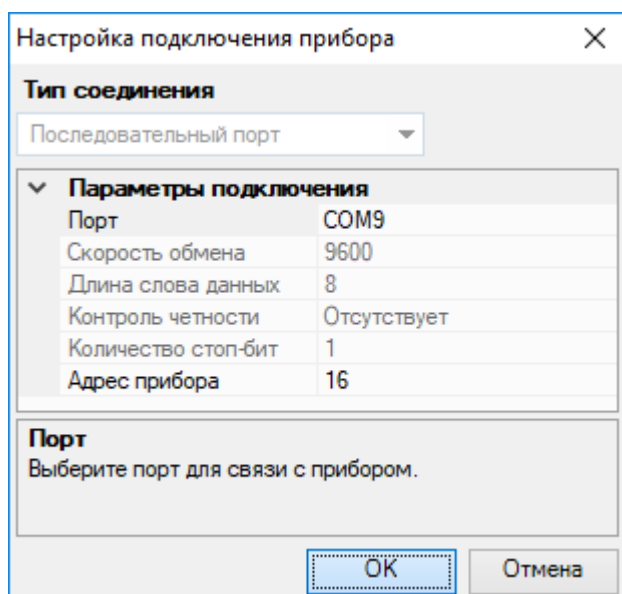 Настройка подключения прибора
Тип соединения
Последовательный порт
Параметры подключения
Порт COM9
Скорость обмена 9600
Длина слова данных 8
Контроль четности Отсутствует
Количество стоп-бит 1
Адрес прибора 16
Порт
Выберите порт для связи с прибором.
OK Отмена